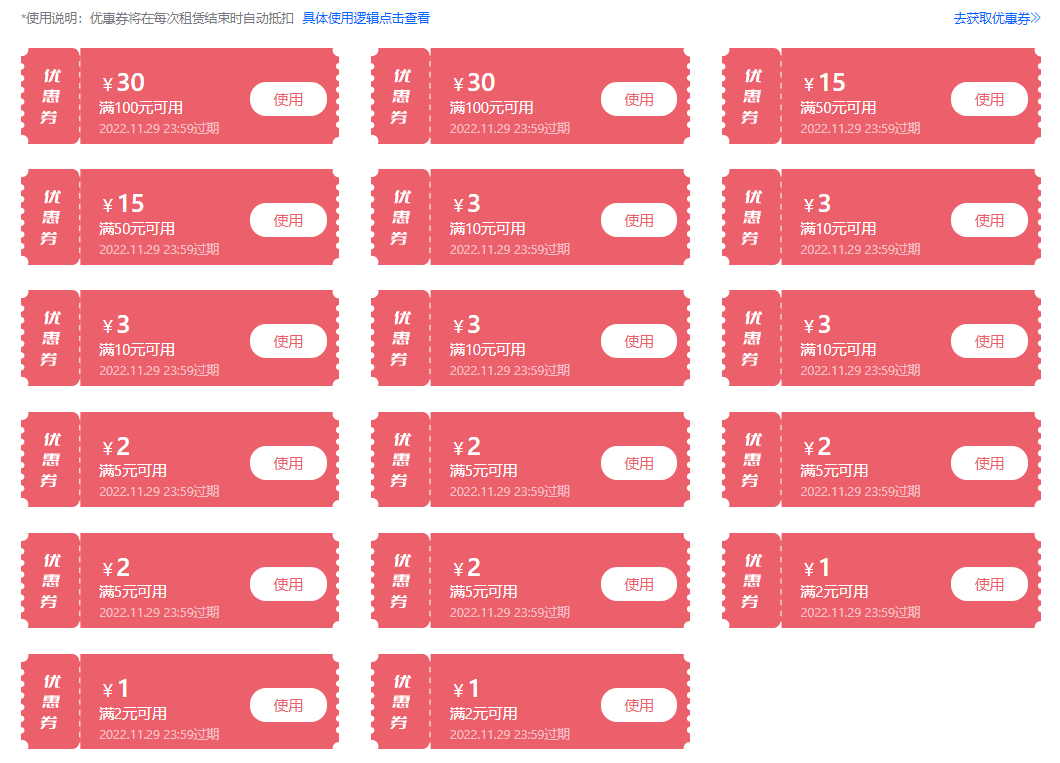 *使用说明：优惠券将在每次租赁结束时自动抵扣 具体使用逻辑点击查看
去获取优惠券
优惠券
￥30
满100元可用
2022.11.29 23:59过期
使用
优惠券
￥30
满100元可用
2022.11.29 23:59过期
使用
优惠券
￥15
满50元可用
2022.11.29 23:59过期
使用
优惠券
￥15
满50元可用
2022.11.29 23:59过期
使用
优惠券
￥3
满10元可用
2022.11.29 23:59过期
使用
优惠券
￥3
满10元可用
2022.11.29 23:59过期
使用
优惠券
￥3
满10元可用
2022.11.29 23:59过期
使用
优惠券
￥3
满10元可用
2022.11.29 23:59过期
使用
优惠券
￥3
满10元可用
2022.11.29 23:59过期
使用
优惠券
￥2
满5元可用
2022.11.29 23:59过期
使用
优惠券
￥2
满5元可用
2022.11.29 23:59过期
使用
优惠券
￥2
满5元可用
2022.11.29 23:59过期
使用
优惠券
￥2
满5元可用
2022.11.29 23:59过期
使用
优惠券
￥2
满5元可用
2022.11.29 23:59过期
使用
优惠券
￥1
满2元可用
2022.11.29 23:59过期
使用
优惠券
￥1
满2元可用
2022.11.29 23:59过期
使用
优惠券
￥1
满2元可用
2022.11.29 23:59过期
使用